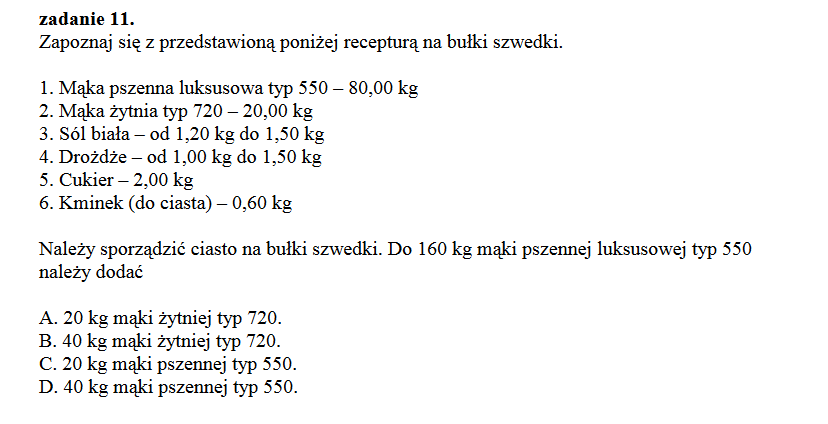 zadanie 11.
Zapoznaj się z przedstawioną poniżej recepturą na bułki szwedki.
1. Mąka pszenna luksusowa typ 550 – 80,00 kg
2. Mąka żytnia typ 720 – 20,00 kg
3. Sól biała – od 1,20 kg do 1,50 kg
4. Drożdże – od 1,00 kg do 1,50 kg
5. Cukier – 2,00 kg
6. Kminek (do ciasta) – 0,60 kg
Należy sporządzić ciasto na bułki szwedki. Do 160 kg mąki pszennej luksusowej typ 550
należy dodać
A. 20 kg mąki żytniej typ 720.
B. 40 kg mąki żytniej typ 720.
C. 20 kg mąki pszennej typ 550.
D. 40 kg mąki pszennej typ 550.